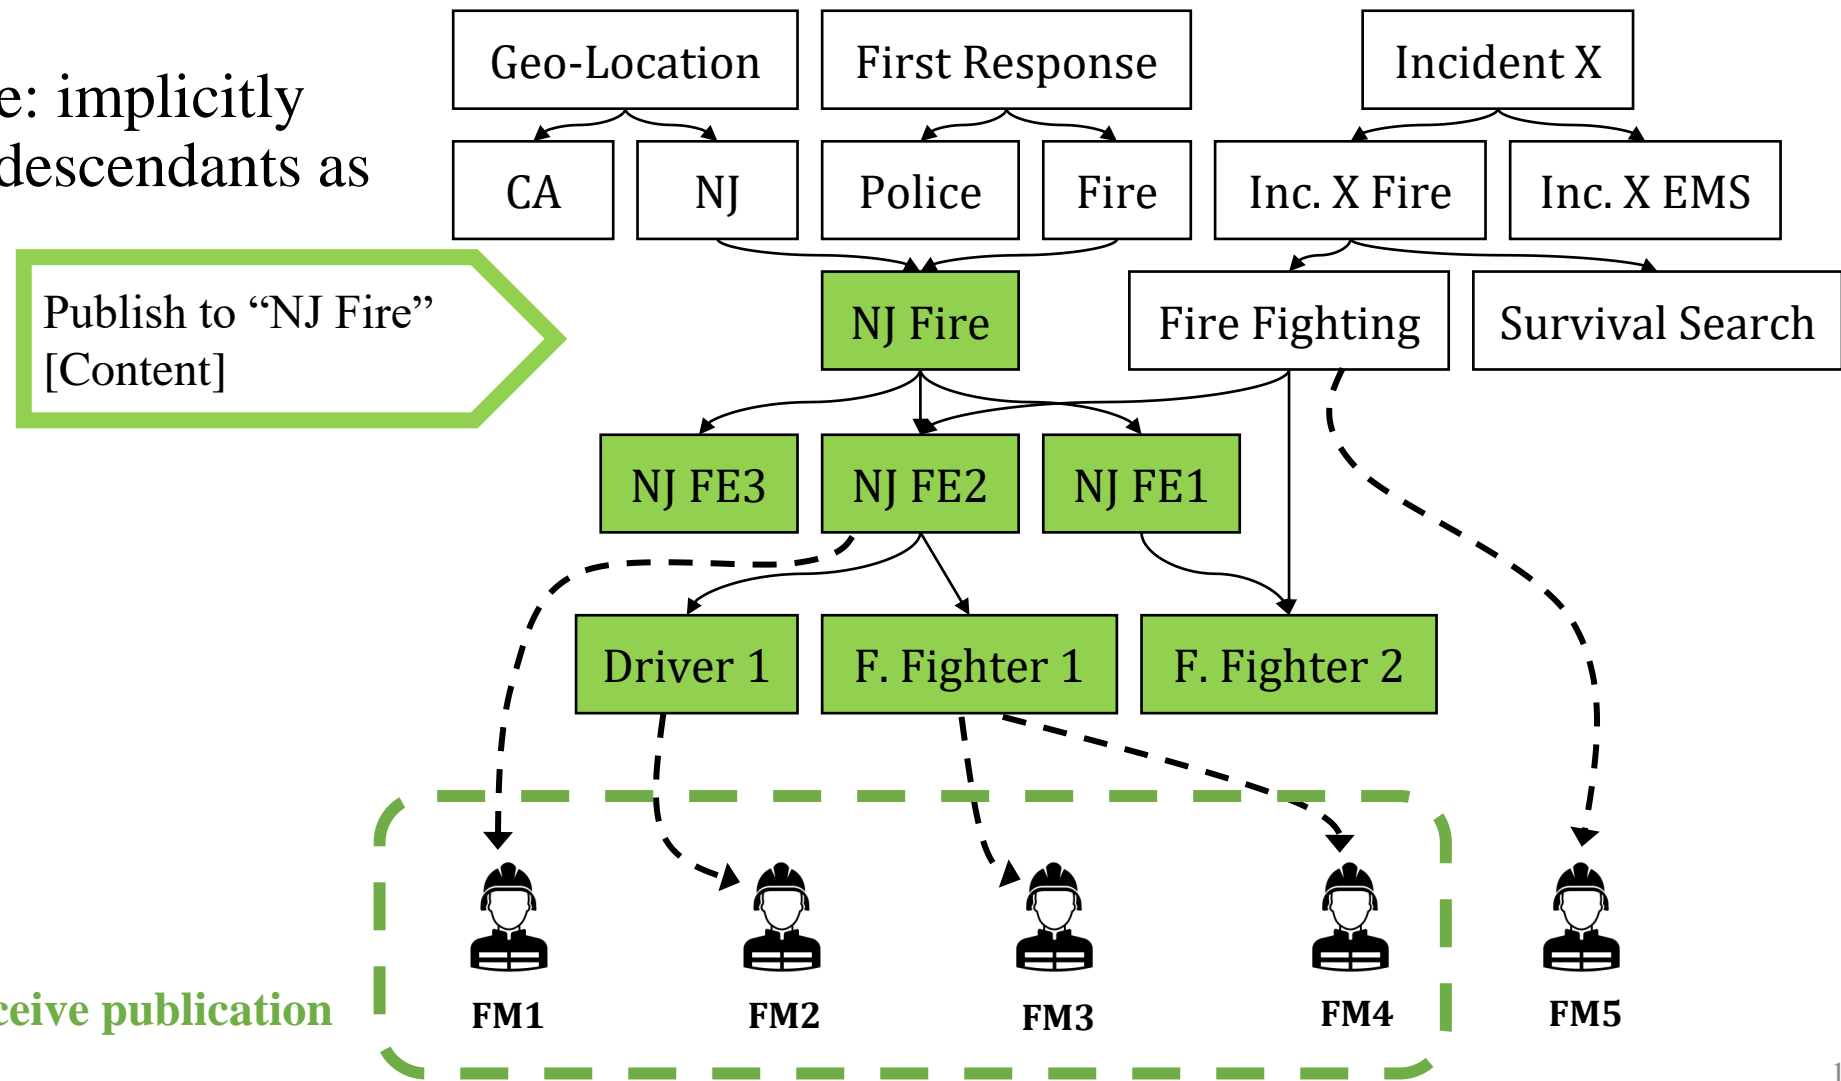 Geo-Location
First Response
Incident X
e: implicitly
descendants as
CA
NJ
Police
Fire
Inc. X Fire
Inc. X EMS
Publish to “NJ Fire”
[Content]
NJ Fire
Fire Fighting
Survival Search
NJ FE3
NJ FE2
NJ FE1
Driver 1
F. Fighter 1
F. Fighter 2
ceive publication
FM1
FM2
FM3
FM4
FM5